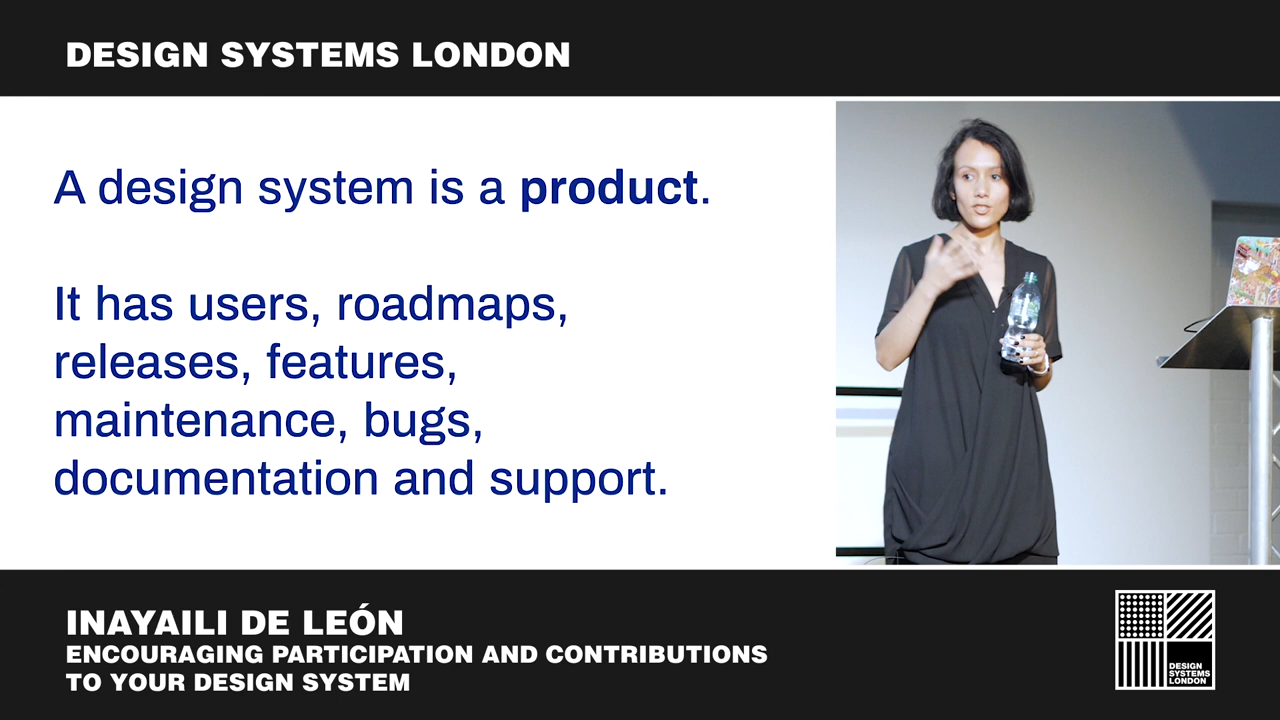 DESIGN SYSTEMS LONDON
A design system is a product.
It has users, roadmaps,
releases, features,
maintenance, bugs,
documentation and support.
INAYAILI DE LEÓN
ENCOURAGING PARTICIPATION AND CONTRIBUTIONS
TO YOUR DESIGN SYSTEM
DESIGN
SYSTEMS
LONDON